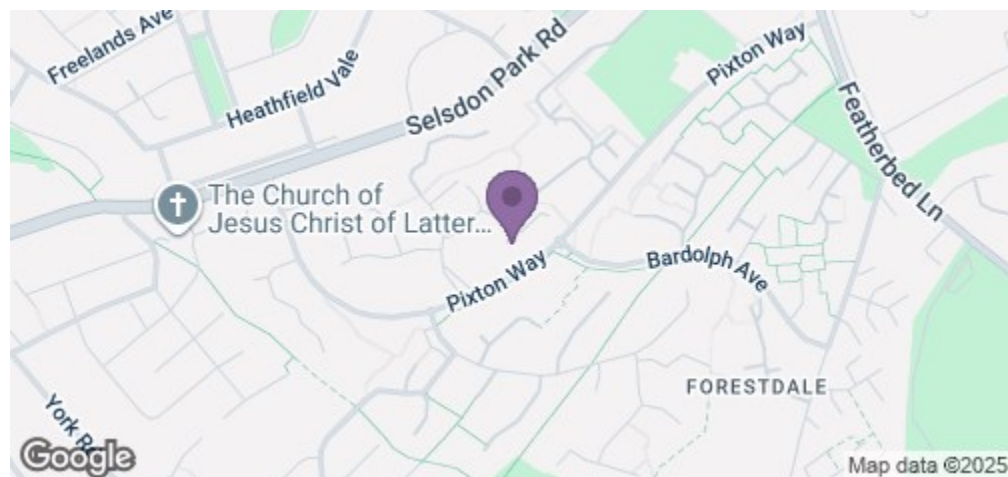 Freelands Ave
Heathfield Vale
Selsdon Park Rd
Pixton Way
Featherbed Ln
The Church of
Jesus Christ of Latter...
Pixton Way
Bardolph Ave
FORESTDALE
York Rd
Google
Map data ©2025